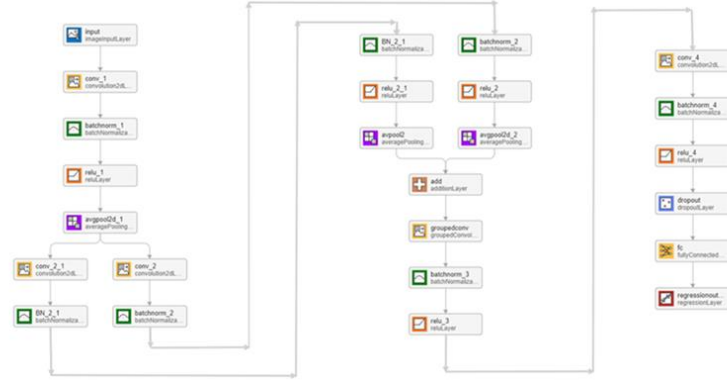 input
imageInputLayer
conv_1
convolution2dL...
batchnorm_1
batchNormaliza...
relu_1
reluLayer
avgpool2d_1
averagePooling...
conv_2_1
convolution2dL...
conv_2
convolution2dL...
BN_2_1
batchNormaliza...
batchnorm_2
batchNormaliza...
BN_2_1
batchNormaliza...
batchnorm_2
batchNormaliza...
relu_2_1
reluLayer
relu_2
reluLayer
avpool2
averagePooling...
avgpool2d_2
averagePooling...
add
additionLayer
groupedconv
groupedConvol...
batchnorm_3
batchNormaliza...
relu_3
reluLayer
conv_4
convolution2dL...
batchnorm_4
batchNormaliza...
relu_4
reluLayer
dropout
dropoutLayer
fc
fullyConnected...
regressionout...
regressionLayer